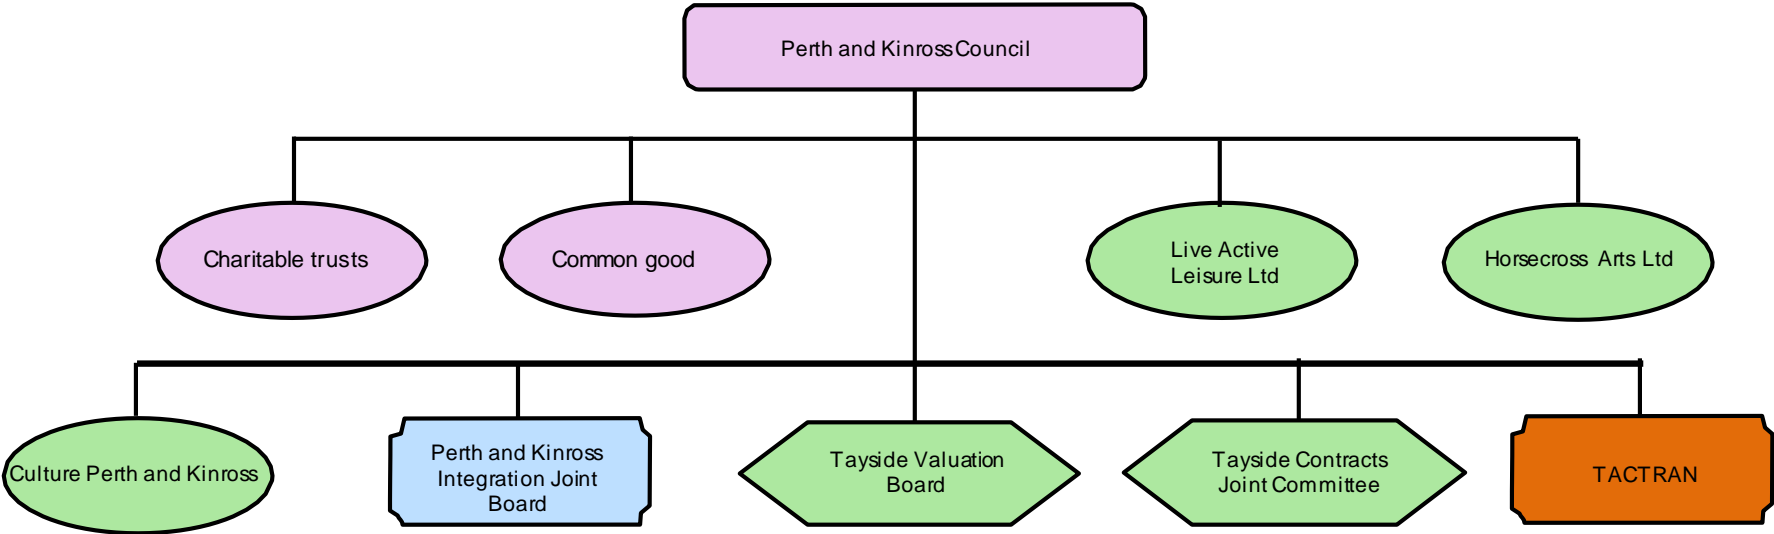 Perth and Kinross Council
Charitable trusts
Common good
Live Active
Leisure Ltd
Horsecross Arts Ltd
Culture Perth and Kinross
Perth and Kinross
Integration Joint
Board
Tayside Valuation
Board
Tayside Contracts
Joint Committee
TACTRAN